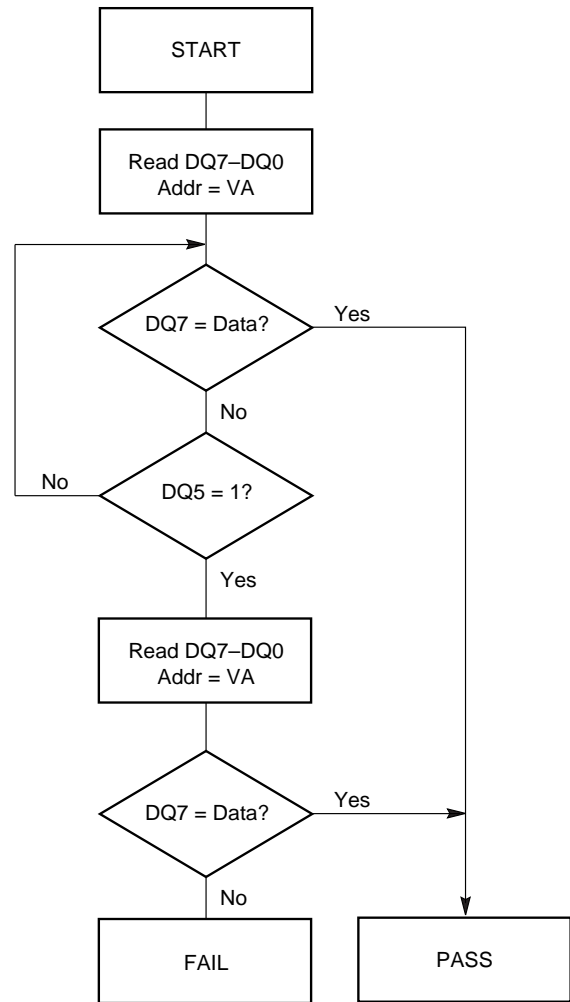 START
Read DQ7–DQ0
Addr = VA
DQ7 = Data?
Yes
No
No
DQ5 = 1?
Yes
Read DQ7–DQ0
Addr = VA
DQ7 = Data?
Yes
No
FAIL
PASS